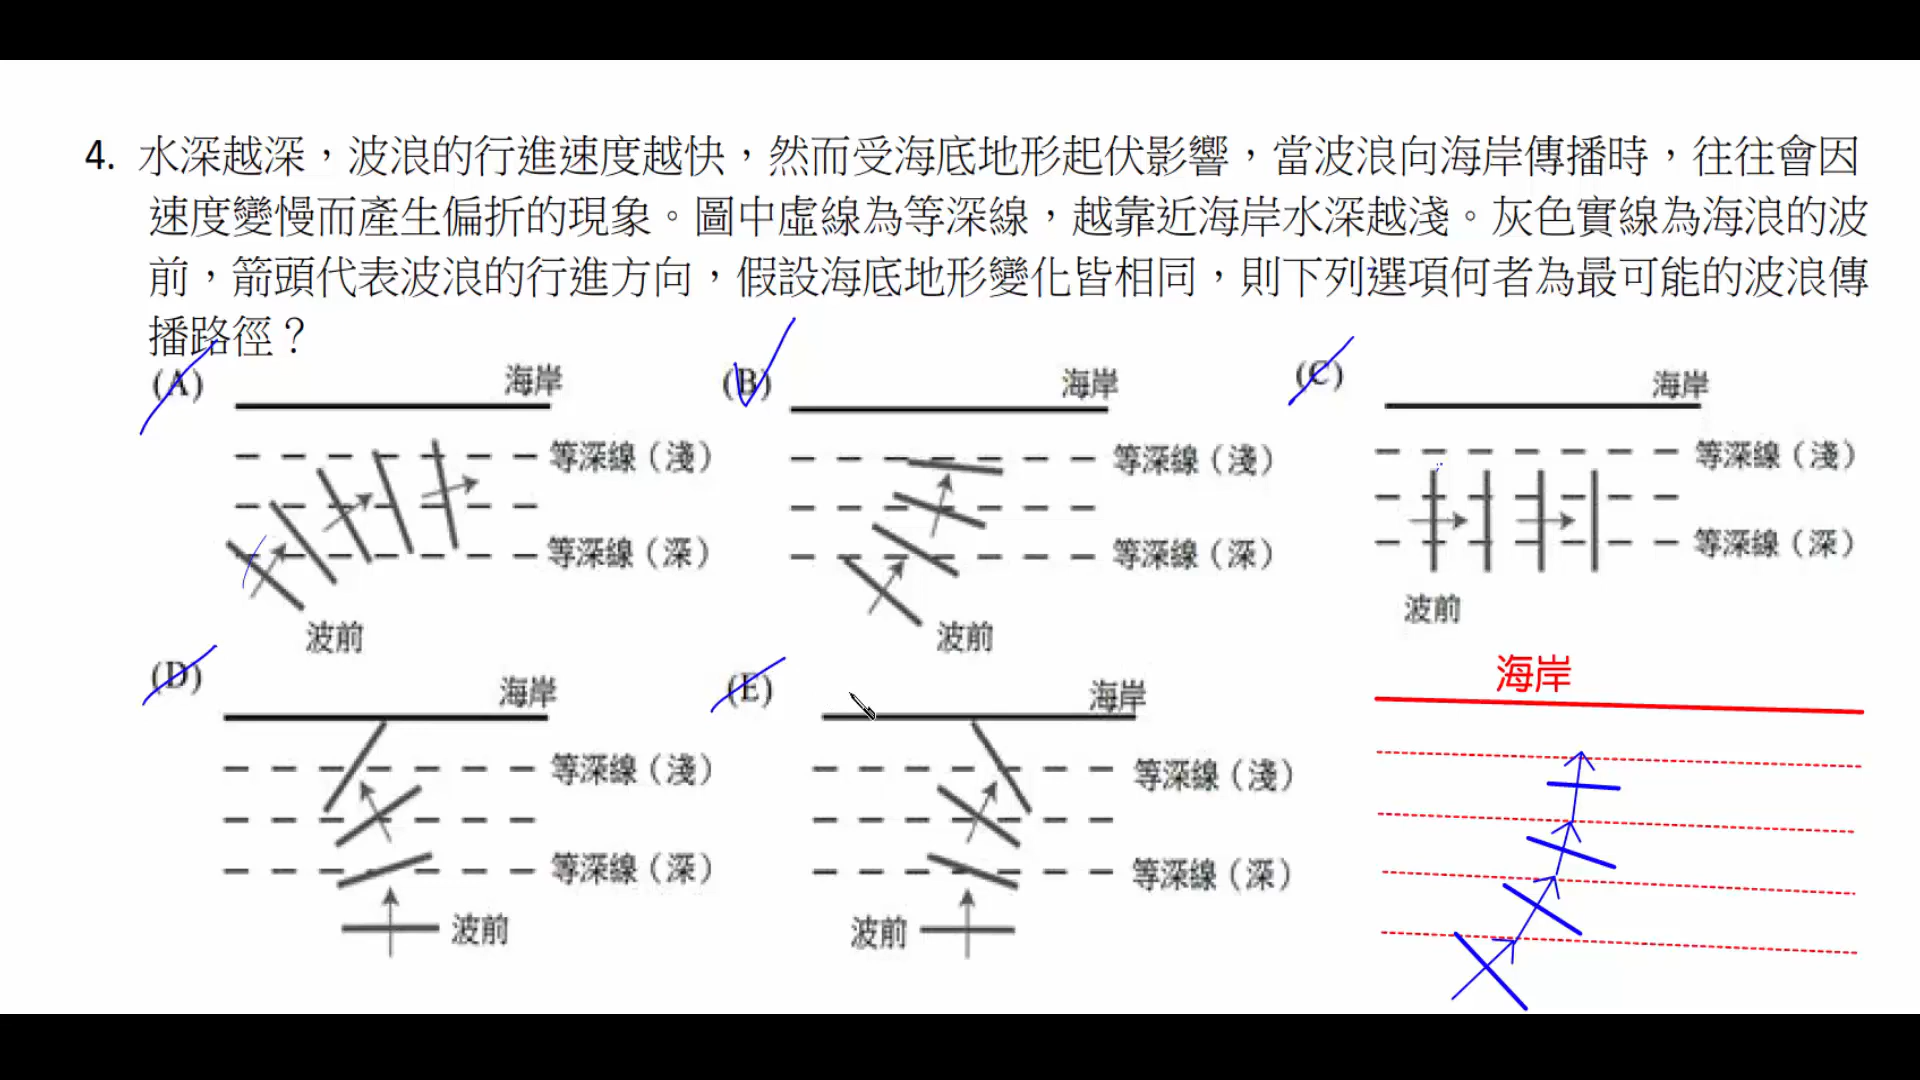 4. 水深越深，波浪的行進速度越快，然而受海底地形起伏影響，當波浪向海岸傳播時，往往會因
速度變慢而產生偏折的現象。圖中虛線為等深線，越靠近海岸水深越淺。灰色實線為海浪的波
前，箭頭代表波浪的行進方向，假設海底地形變化皆相同，則下列選項何者為最可能的波浪傳
播路徑？
(A)
海岸
等深線（淺）
等深線（深）
波前
(B)
海岸
等深線（淺）
等深線（深）
波前
(C)
海岸
等深線（淺）
等深線（深）
波前
(D)
海岸
等深線（淺）
等深線（深）
波前
(E)
海岸
等深線（淺）
等深線（深）
波前
海岸